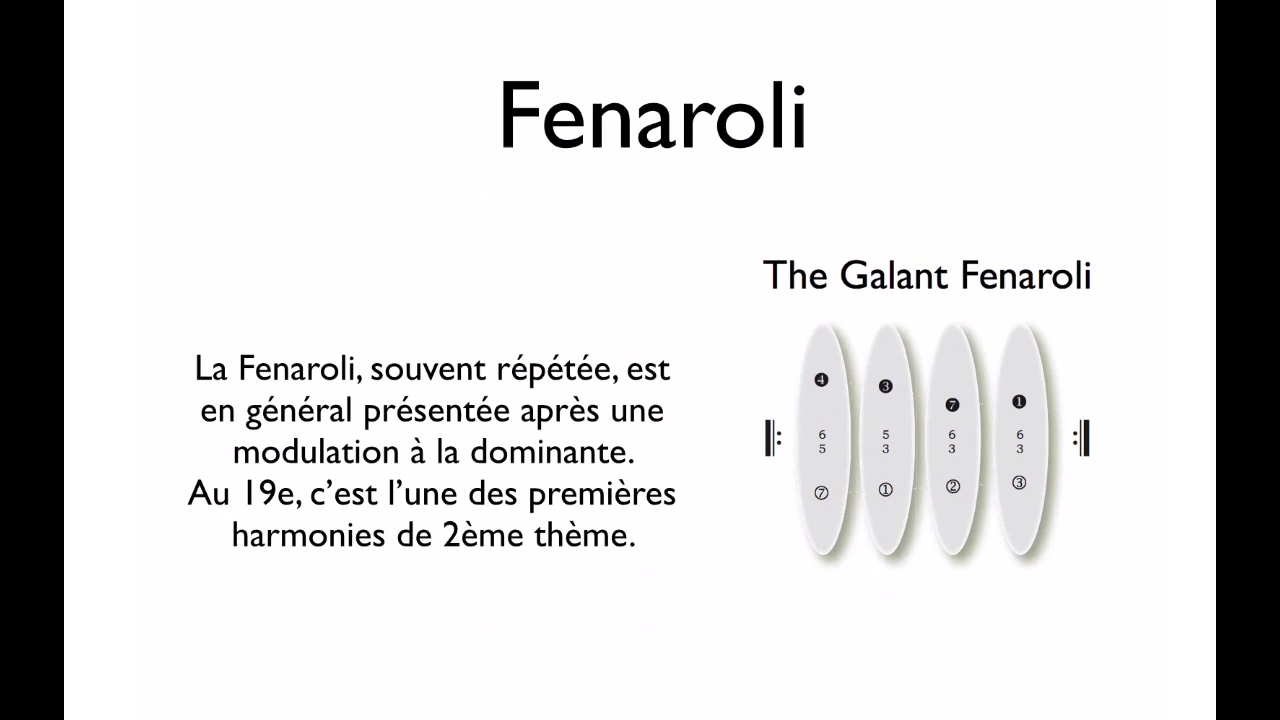 Fenaroli
The Galant Fenaroli
La Fenaroli, souvent répétée, est
en général présentée après une
modulation à la dominante.
Au 19e, c’est l’une des premières
harmonies de 2ème thème.
❹ ❸ ❼ ❶
6 5 6 6
5 3 3 3
⑦ ① ② ③